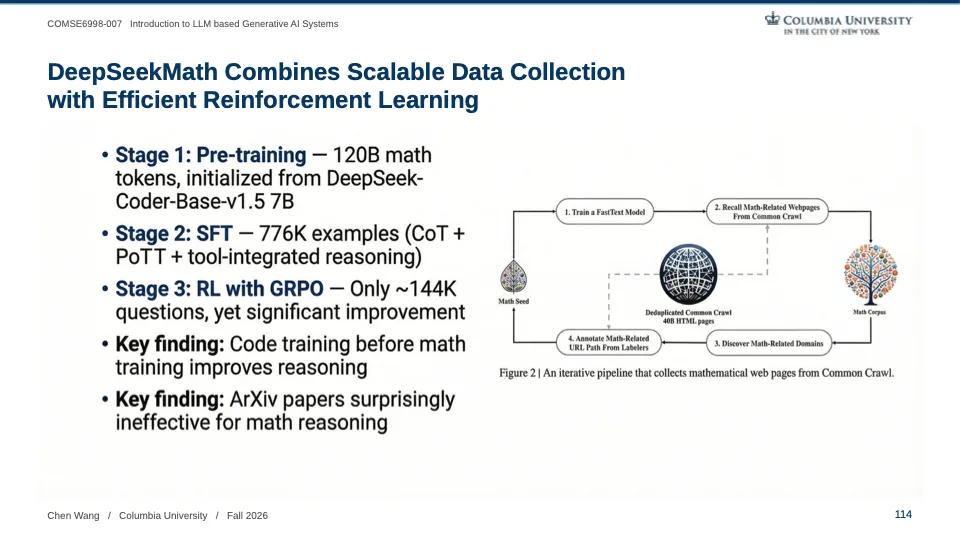 COMSE6998-007 Introduction to LLM based Generative AI Systems
COLUMBIA UNIVERSITY
IN THE CITY OF NEW YORK
DeepSeekMath Combines Scalable Data Collection
with Efficient Reinforcement Learning
• Stage 1: Pre-training — 120B math
tokens, initialized from DeepSeek-
Coder-Base-v1.5 7B
• Stage 2: SFT — 776K examples (CoT +
PoTT + tool-integrated reasoning)
• Stage 3: RL with GRPO — Only ~144K
questions, yet significant improvement
• Key finding: Code training before math
training improves reasoning
• Key finding: ArXiv papers surprisingly
ineffective for math reasoning
1. Train a FastText Model
2. Recall Math-Related Webpages
From Common Crawl
Math Seed
Deduplicated Common Crawl
40B HTML pages
Math Corpus
4. Annotate Math-Related
URL Path From Labelers
3. Discover Math-Related Domains
Figure 2 | An iterative pipeline that collects mathematical web pages from Common Crawl.
Chen Wang / Columbia University / Fall 2026
114